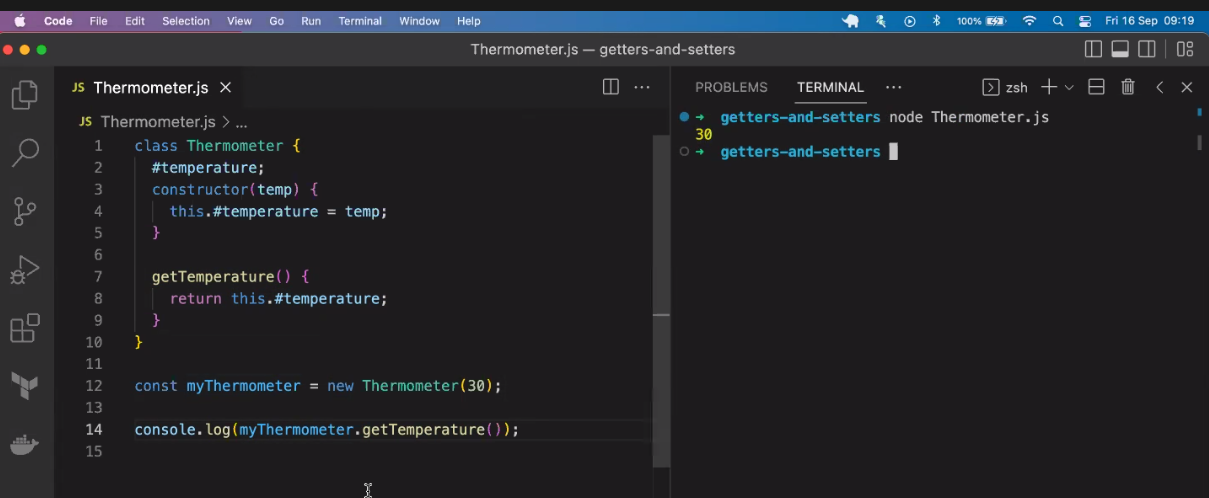 Code File Edit Selection View Go Run Terminal Window Help 100% Fri 16 Sep 09:19
Thermometer.js — getters-and-setters
JS Thermometer.js
JS Thermometer.js > ...
1 class Thermometer {
2 #temperature;
3 constructor(temp) {
4 this.#temperature = temp;
5 }
6
7 getTemperature() {
8 return this.#temperature;
9 }
10 }
11
12 const myThermometer = new Thermometer(30);
13
14 console.log(myThermometer.getTemperature());
15
PROBLEMS TERMINAL ... zsh
→ getters-and-setters node Thermometer.js
30
→ getters-and-setters